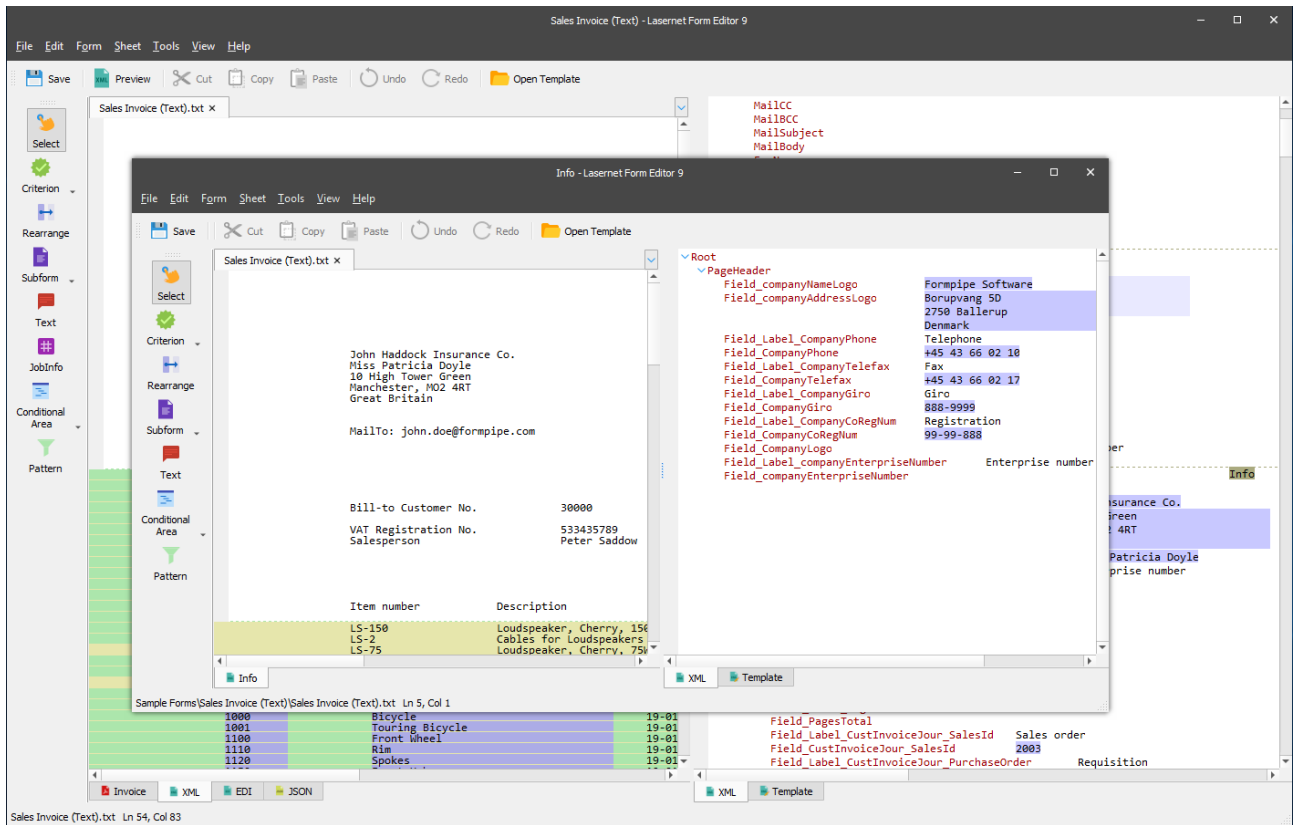 Sales Invoice (Text) - Lasernet Form Editor 9
File Edit Form Sheet Tools View Help
Save Preview Cut Copy Paste Undo Redo Open Template
Sales Invoice (Text).txt
Select
Criterion
Rearrange
Subform
Text
JobInfo
Conditional
Area
Pattern
MailCC
MailBCC
MailSubject
MailBody
Info - Lasernet Form Editor 9
File Edit Form Sheet Tools View Help
Save Cut Copy Paste Undo Redo Open Template
Sales Invoice (Text).txt
Select
Criterion
Rearrange
Subform
Text
Conditional
Area
Pattern
John Haddock Insurance Co.
Miss Patricia Doyle
10 High Tower Green
Manchester, MO2 4RT
Great Britain
MailTo: john.doe@formpipe.com
Bill-to Customer No. 30000
VAT Registration No. 533435789
Salesperson Peter Saddow
Item number Description
LS-150 Loudspeaker, Cherry, 150
LS-2 Cables for Loudspeakers
LS-75 Loudspeaker, Cherry, 75W
Info
Root
PageHeader
Field_companyNameLogo Formpipe Software
Field_companyAddressLogo Borupvang 5D
2750 Ballerup
Denmark
Field_Label_CompanyPhone Telephone
Field_CompanyPhone +45 43 66 02 10
Field_Label_CompanyTelefax Fax
Field_CompanyTelefax +45 43 66 02 17
Field_Label_CompanyGiro Giro
Field_CompanyGiro 888-9999
Field_Label_CompanyCoRegNum Registration
Field_CompanyCoRegNum 99-99-888
Field_CompanyLogo
Field_Label_companyEnterpriseNumber Enterprise number
Field_companyEnterpriseNumber
XML Template
Sample Forms\Sales Invoice (Text)\Sales Invoice (Text).txt Ln 5, Col 1
ber
Info
nsurance Co.
Green
2 4RT
Patricia Doyle
prise number
1000 Bicycle 19-01
1001 Touring Bicycle 19-01
1100 Front Wheel 19-01
1110 Rim 19-01
1120 Spokes 19-01
Field_PagesTotal
Field_Label_CustInvoiceJour_SalesId Sales order
Field_CustInvoiceJour_SalesId 2003
Field_Label_CustInvoiceJour_PurchaseOrder Requisition
Invoice XML EDI JSON
XML Template
Sales Invoice (Text).txt Ln 54, Col 83